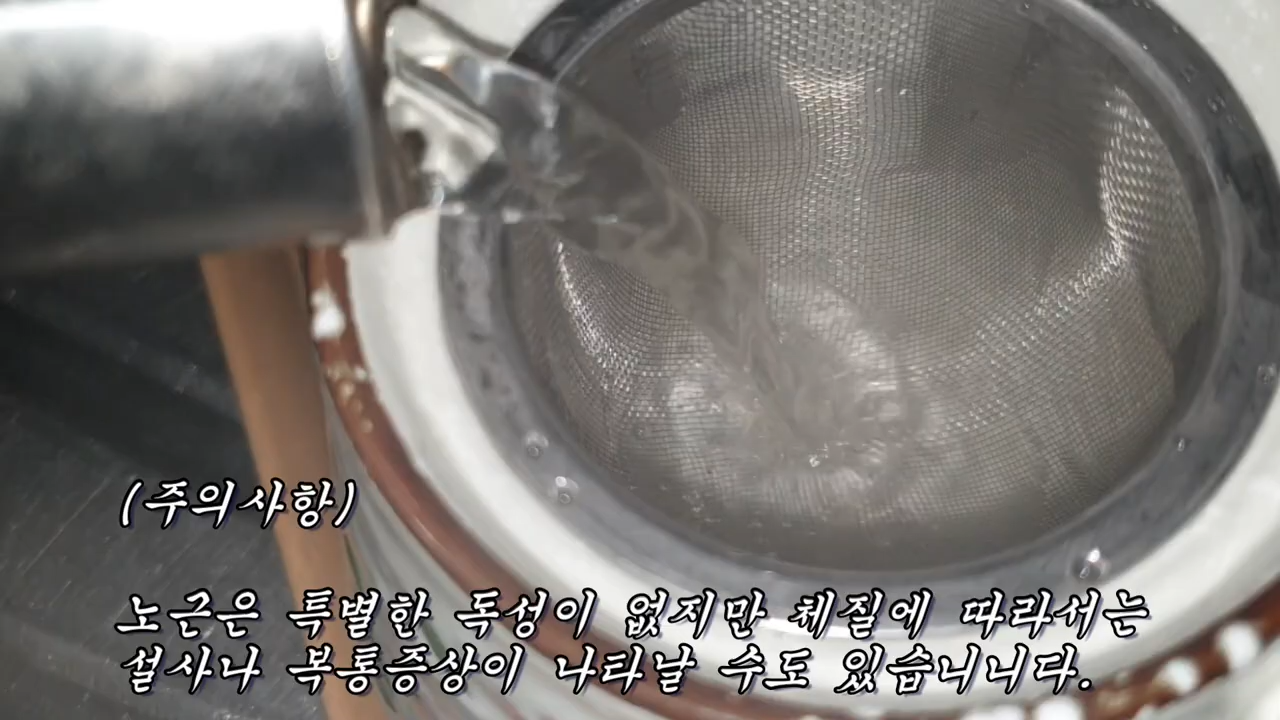 (주의사항)
노근은 특별한 독성이 없지만 체질에 따라서는
설사나 복통증상이 나타날 수도 있습니니다.